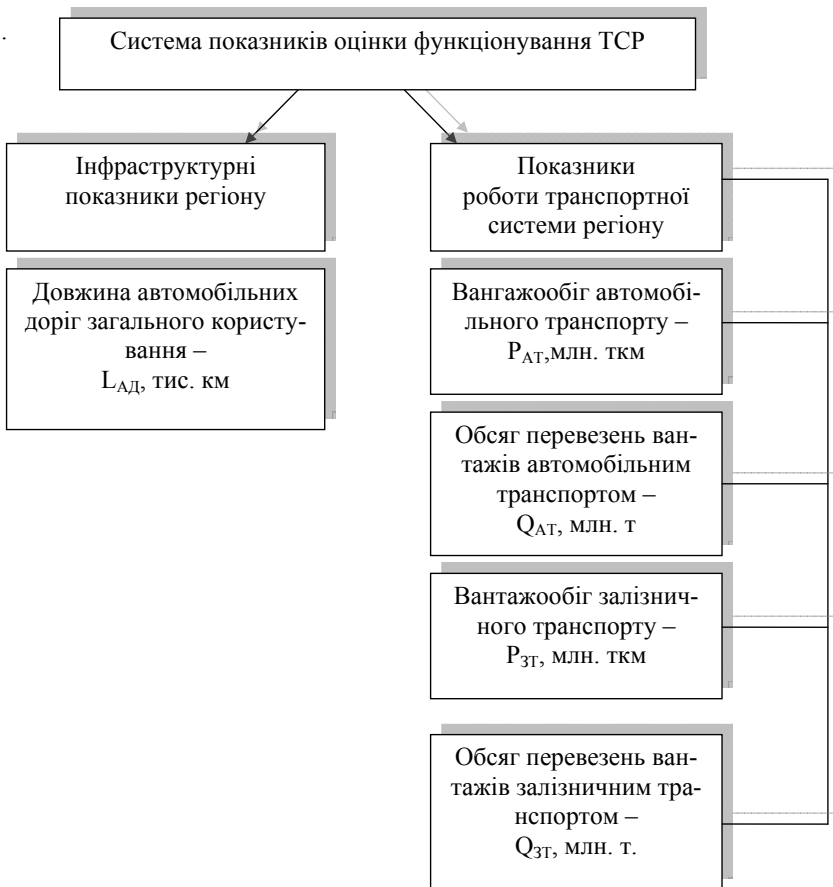 .
Система показників оцінки функціонування ТСР
Інфраструктурні
показники регіону
Показники
роботи транспортної
системи регіону
Довжина автомобільних
доріг загального користу-
вання –
LАД, тис. км
Вангажообіг автомобі-
льного транспорту –
PАТ,млн. ткм
Обсяг перевезень ван-
тажів автомобільним
транспортом –
QАТ, млн. т
Вантажообіг залізнич-
ного транспорту –
PЗТ, млн. ткм
Обсяг перевезень ван-
тажів залізничним тра-
нспортом –
QЗТ, млн. т.